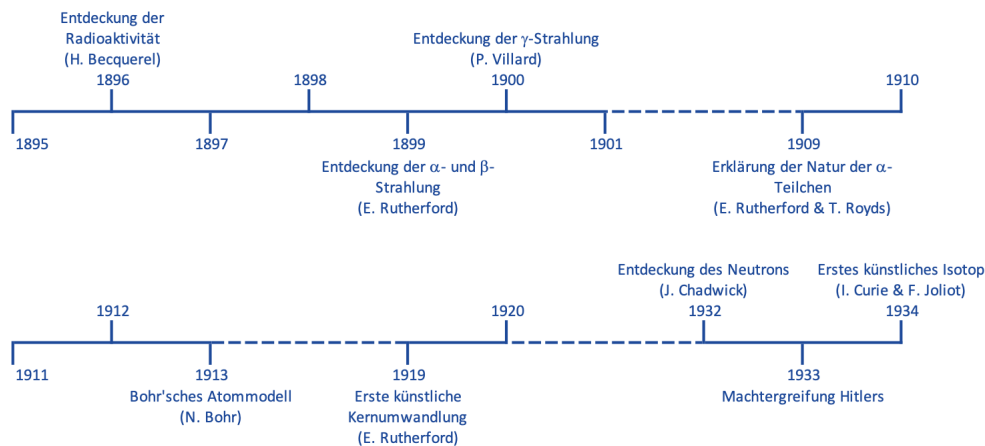 Entdeckung der
Radioaktivität
(H. Becquerel)
1896
1898
Entdeckung der γ-Strahlung
(P. Villard)
1900
1910
1895
1897
1899
Entdeckung der α- und β-
Strahlung
(E. Rutherford)
1901
1909
Erklärung der Natur der α-
Teilchen
(E. Rutherford & T. Royds)
1912
1920
Entdeckung des Neutrons
(J. Chadwick)
1932
Erstes künstliches Isotop
(I. Curie & F. Joliot)
1934
1911
1913
Bohr'sches Atommodell
(N. Bohr)
1919
Erste künstliche
Kernumwandlung
(E. Rutherford)
1933
Machtergreifung Hitlers